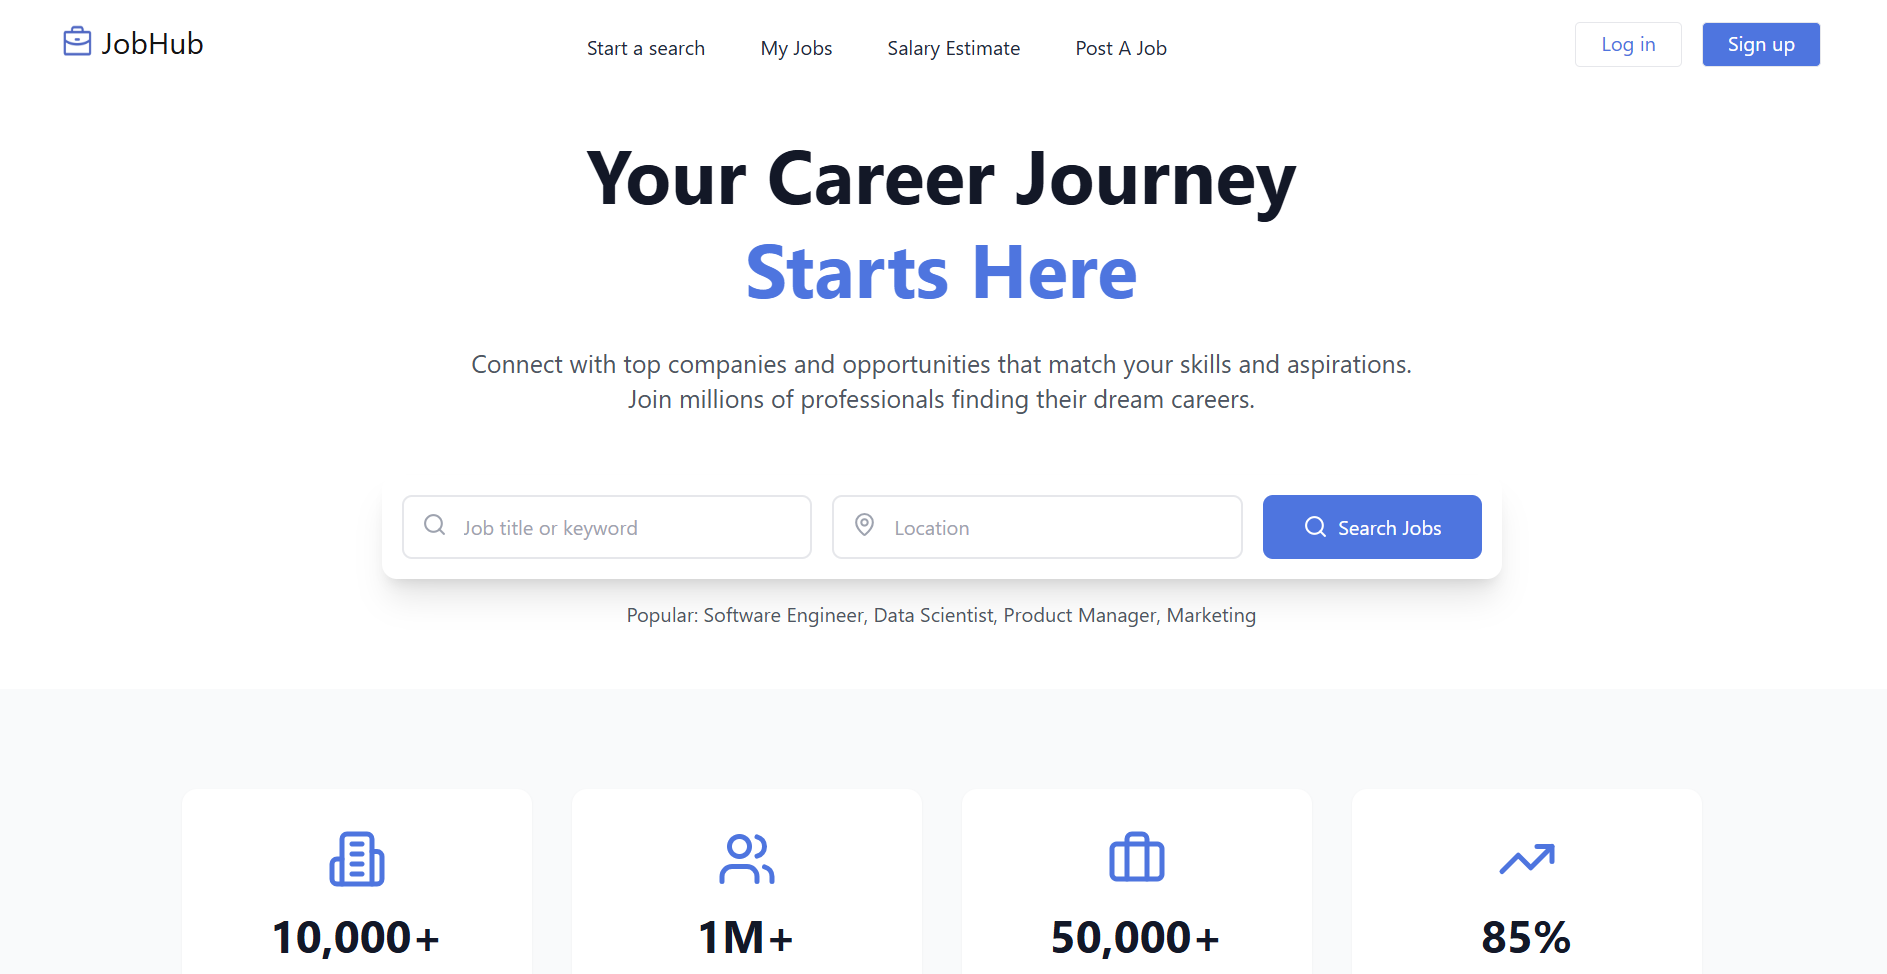 JobHub
Start a search
My Jobs
Salary Estimate
Post A Job
Log in
Sign up
Your Career Journey
Starts Here
Connect with top companies and opportunities that match your skills and aspirations.
Join millions of professionals finding their dream careers.
Job title or keyword
Location
Search Jobs
Popular: Software Engineer, Data Scientist, Product Manager, Marketing
10,000+
1M+
50,000+
85%